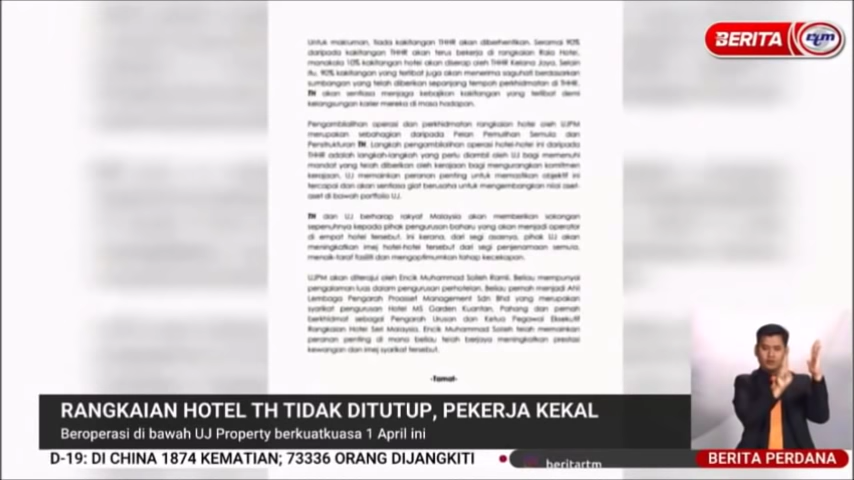 Untuk makluman, tiada kakitangan THHR akan diberhentikan. Seramai 90%
daripada kakitangan THHR akan terus bekerja di rangkaian Raia Hotel,
manakala 10% kakitangan hotel akan diserap oleh THHR Kelana Jaya. Selain
itu, 90% kakitangan yang terlibat juga akan menerima saguhati berdasarkan
sumbangan yang telah diberikan sepanjang tempoh perkhidmatan di THHR.
TH akan sentiasa menjaga kebajikan kakitangan yang terlibat demi
kelangsungan karier mereka di masa hadapan.
Pengambilalihan operasi dan perkhidmatan rangkaian hotel oleh UJPM
merupakan sebahagian daripada Pelan Pemulihan Semula dan
Penstrukturan TH. Langkah pengambilalihan operasi hotel-hotel ini daripada
THHR adalah langkah-langkah yang perlu diambil oleh UJ bagi memenuhi
mandat yang telah diberikan oleh kerajaan bagi mengurangkan komitmen
kerajaan. UJ memainkan peranan penting untuk memastikan objektif ini
tercapai dan akan sentiasa giat berusaha untuk mengembangkan nilai aset-
aset di bawah portfolio UJ.
TH dan UJ berharap rakyat Malaysia akan memberikan sokongan
sepenuhnya kepada pihak pengurusan baharu yang akan menjadi operator
di empat hotel tersebut. Ini kerana, dari segi asasnya, pihak UJ akan
meningkatkan imej hotel-hotel tersebut dari segi penjenamaan semula,
menaik-taraf fasiliti dan mengoptimumkan tahap kecekapan.
UJPM akan diterajui oleh Encik Muhammad Solleh Ramli. Beliau mempunyai
pengalaman luas dalam pengurusan perhotelan. Beliau pernah menjadi Ahli
Lembaga Pengarah Proasset Management Sdn Bhd yang merupakan
syarikat pengurusan Hotel MS Garden Kuantan, Pahang dan pernah
berkhidmat sebagai Pengarah Urusan dan Ketua Pegawai Eksekutif
Rangkaian Hotel Seri Malaysia. Encik Muhammad Solleh telah memainkan
peranan penting di mana beliau telah berjaya meningkatkan prestasi
kewangan dan imej syarikat tersebut.
-Tamat-
BERITA rtm
RANGKAIAN HOTEL TH TIDAK DITUTUP, PEKERJA KEKAL
Beroperasi di bawah UJ Property berkuatkuasa 1 April ini
D-19: DI CHINA 1874 KEMATIAN; 73336 ORANG DIJANGKITI
beritartm
BERITA PERDANA